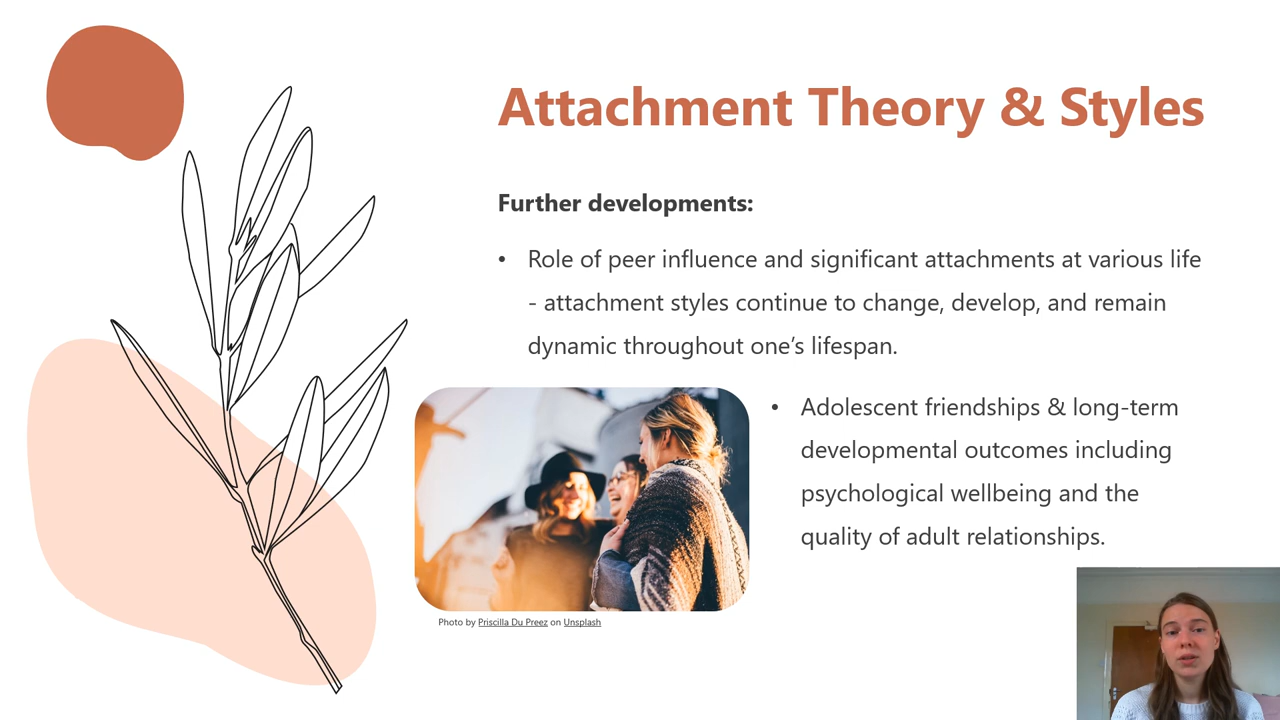 Attachment Theory & Styles
Further developments:
• Role of peer influence and significant attachments at various life
- attachment styles continue to change, develop, and remain
dynamic throughout one’s lifespan.
• Adolescent friendships & long-term
developmental outcomes including
psychological wellbeing and the
quality of adult relationships.
Photo by Priscilla Du Preez on Unsplash